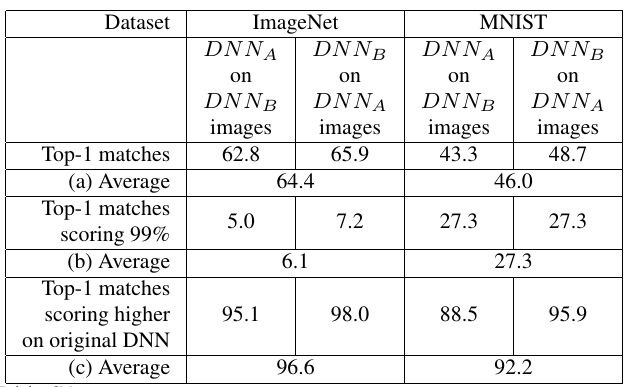 Dataset ImageNet MNIST
DNN_A DNN_B DNN_A DNN_B
on on on on
DNN_B DNN_A DNN_B DNN_A
images images images images
Top-1 matches 62.8 65.9 43.3 48.7
(a) Average 64.4 46.0
Top-1 matches
scoring 99% 5.0 7.2 27.3 27.3
(b) Average 6.1 27.3
Top-1 matches
scoring higher 95.1 98.0 88.5 95.9
on original DNN
(c) Average 96.6 92.2